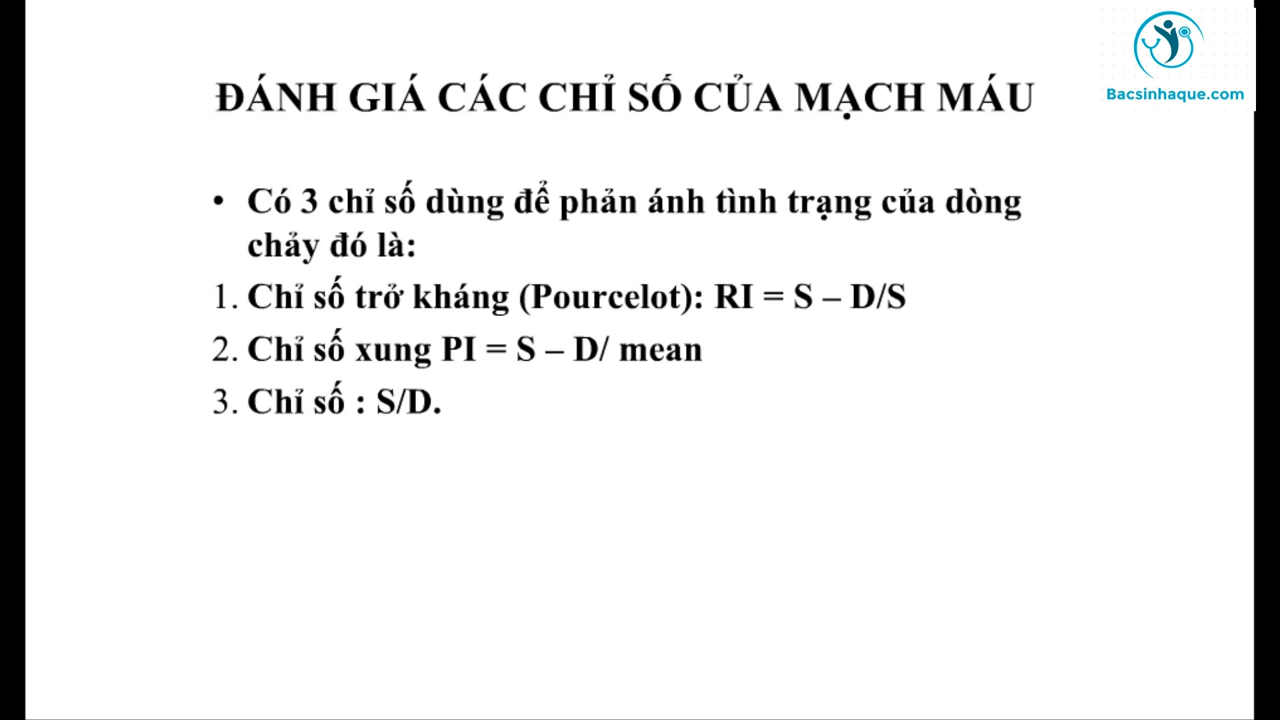 Bacsinhaque.com
ĐÁNH GIÁ CÁC CHỈ SỐ CỦA MẠCH MÁU
• Có 3 chỉ số dùng để phản ánh tình trạng của dòng
chảy đó là:
1. Chỉ số trở kháng (Pourcelot): RI = S – D/S
2. Chỉ số xung PI = S – D/ mean
3. Chỉ số : S/D.